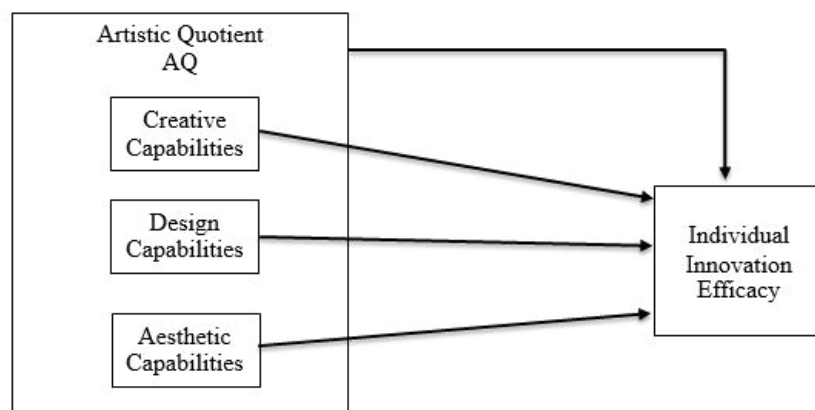 Artistic Quotient
AQ
Creative
Capabilities
Design
Capabilities
Aesthetic
Capabilities
Individual
Innovation
Efficacy